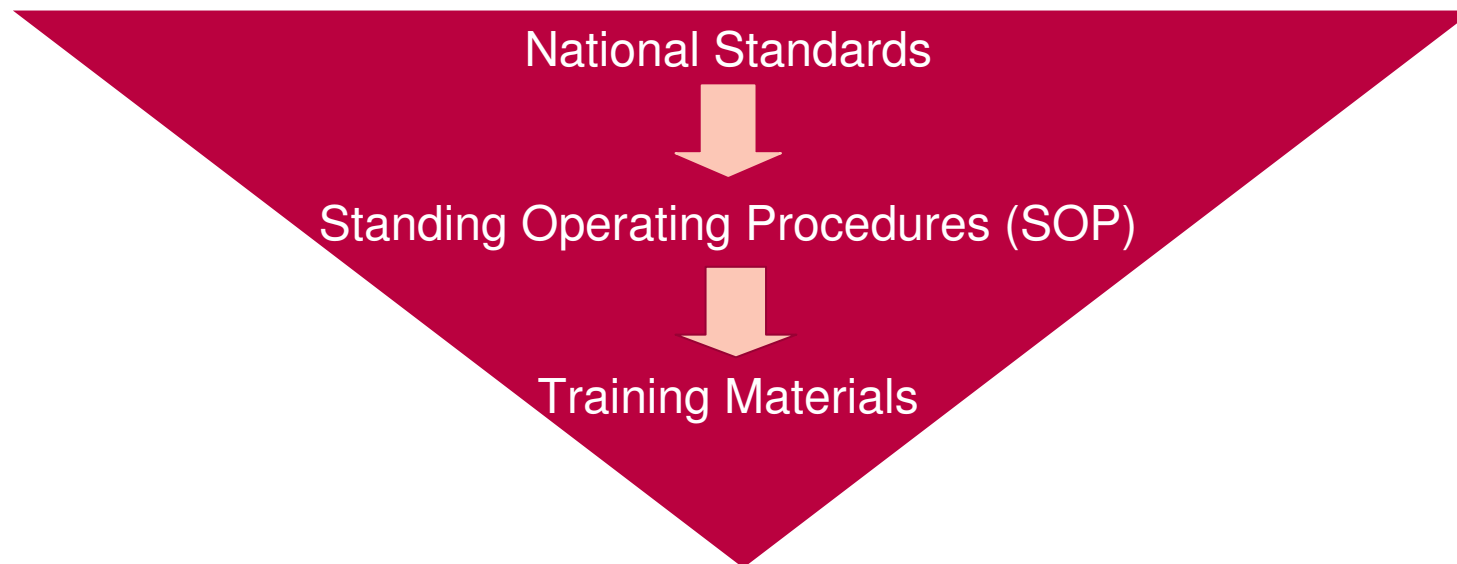 National Standards
Standing Operating Procedures (SOP)
Training Materials